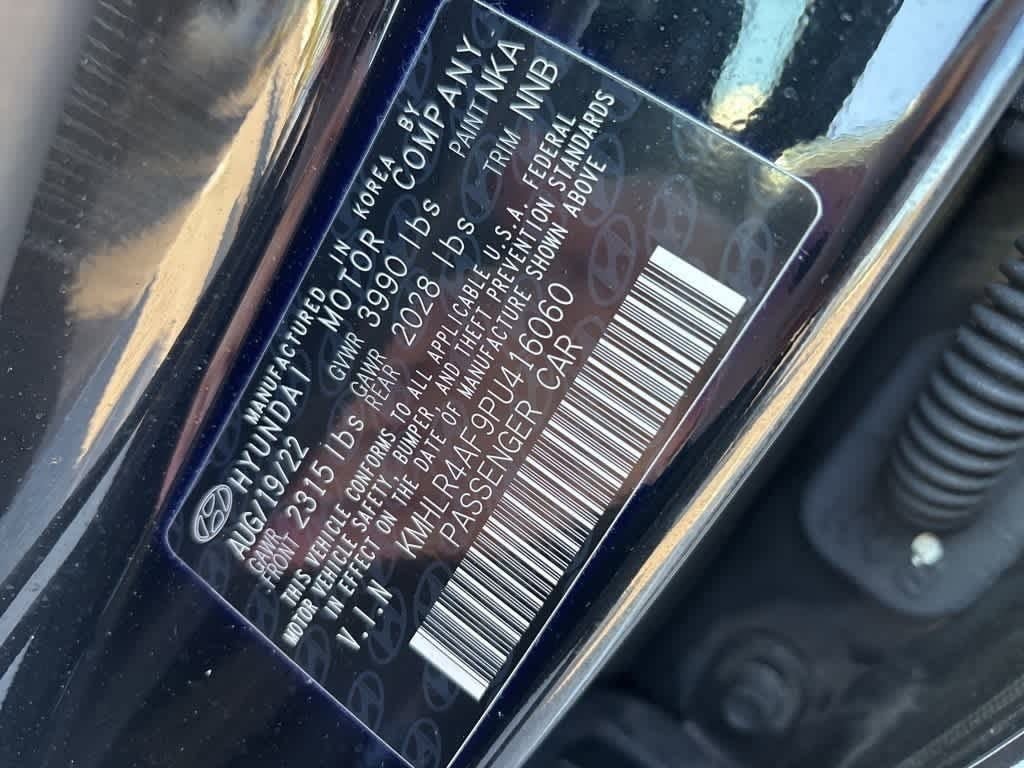 MANUFACTURED IN KOREA BY
HYUNDAI MOTOR COMPANY
AUG/19/22 GVWR 3990 lbs PAINT NKA
GAWR FRONT 2315 lbs GAWR REAR 2028 lbs TRIM NNB
THIS VEHICLE CONFORMS TO ALL APPLICABLE U.S.A. FEDERAL
MOTOR VEHICLE SAFETY BUMPER AND THEFT PREVENTION STANDARDS
IN EFFECT ON THE DATE OF MANUFACTURE SHOWN ABOVE
V.I.N KMHLR4AF9PU416060
PASSENGER CAR